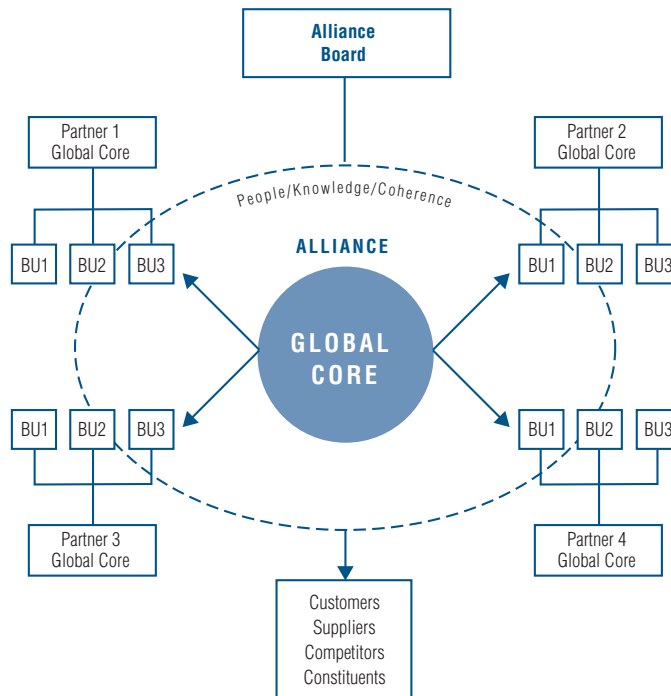 Alliance
Board
Partner 1
Global Core
Partner 2
Global Core
People/Knowledge/Coherence
ALLIANCE
BU1
BU2
BU3
BU1
BU2
BU3
GLOBAL
CORE
BU1
BU2
BU3
BU1
BU2
BU3
Partner 3
Global Core
Partner 4
Global Core
Customers
Suppliers
Competitors
Constituents